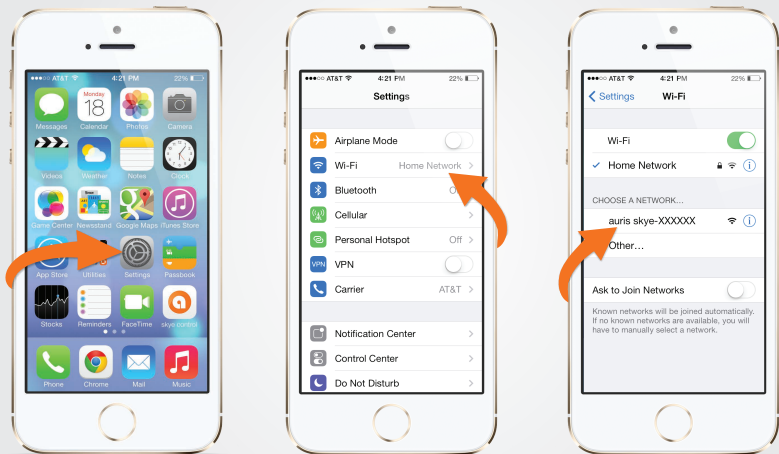 ●●●○○ AT&T 4:21 PM 22%
Monday
18
Messages Calendar Photos Camera
Videos Weather Notes Clock
Game Center Newsstand Google Maps iTunes Store
App Store Utilities Settings Passbook
Stocks Reminders FaceTime skye control
Phone Chrome Mail Music
●●●○○ AT&T 4:21 PM 22%
Settings
Airplane Mode
Wi-Fi Home Network
Bluetooth
Cellular
Personal Hotspot Off
VPN VPN
Carrier AT&T
Notification Center
Control Center
Do Not Disturb
●●●○○ AT&T 4:21 PM 22%
Settings Wi-Fi
Wi-Fi
Home Network
CHOOSE A NETWORK...
auris skye-XXXXXX
Other...
Ask to Join Networks
Known networks will be joined automatically.
If no known networks are available, you will
have to manually select a network.